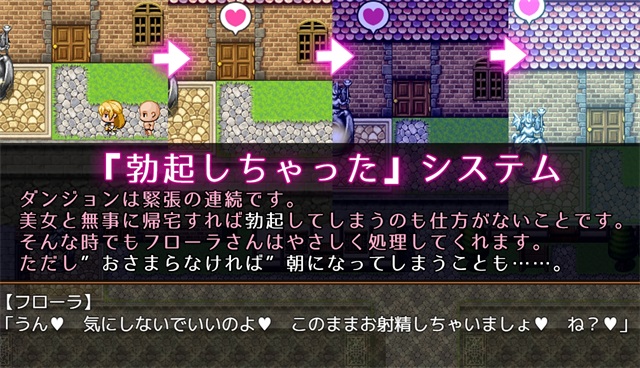 『勃起しちゃった』システム
ダンジョンは緊張の連続です。
美女と無事に帰宅すれば勃起してしまうのも仕方がないことです。
そんな時でもフローラさんはやさしく処理してくれます。
ただし”おさまらなければ”朝になってしまうことも……。
【フローラ】
「うん♥　気にしないでいいのよ♥　このままお射精しちゃいましょ♥　ね？♥」